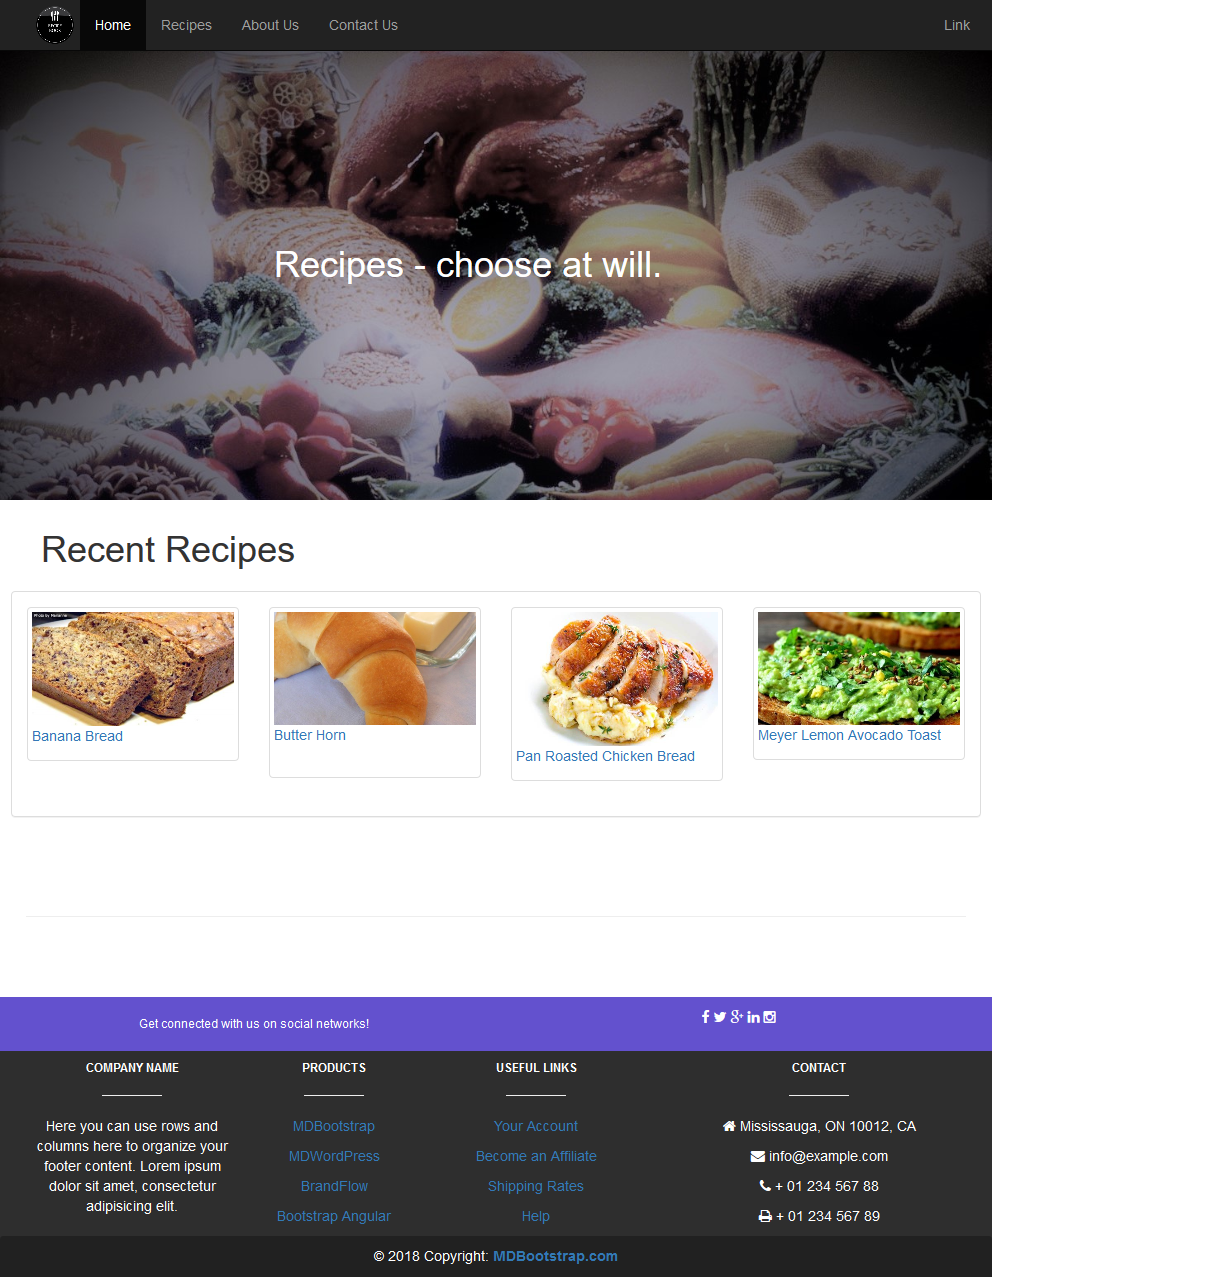 RECIPE
BOOK
Home
Recipes
About Us
Contact Us
Link
Recipes - choose at will.
Recent Recipes
Banana Bread
Butter Horn
Pan Roasted Chicken Bread
Meyer Lemon Avocado Toast
Get connected with us on social networks!
COMPANY NAME
Here you can use rows and
columns here to organize your
footer content. Lorem ipsum
dolor sit amet, consectetur
adipisicing elit.
PRODUCTS
MDBootstrap
MDWordPress
BrandFlow
Bootstrap Angular
USEFUL LINKS
Your Account
Become an Affiliate
Shipping Rates
Help
CONTACT
Mississauga, ON 10012, CA
info@example.com
+ 01 234 567 88
+ 01 234 567 89
© 2018 Copyright: MDBootstrap.com